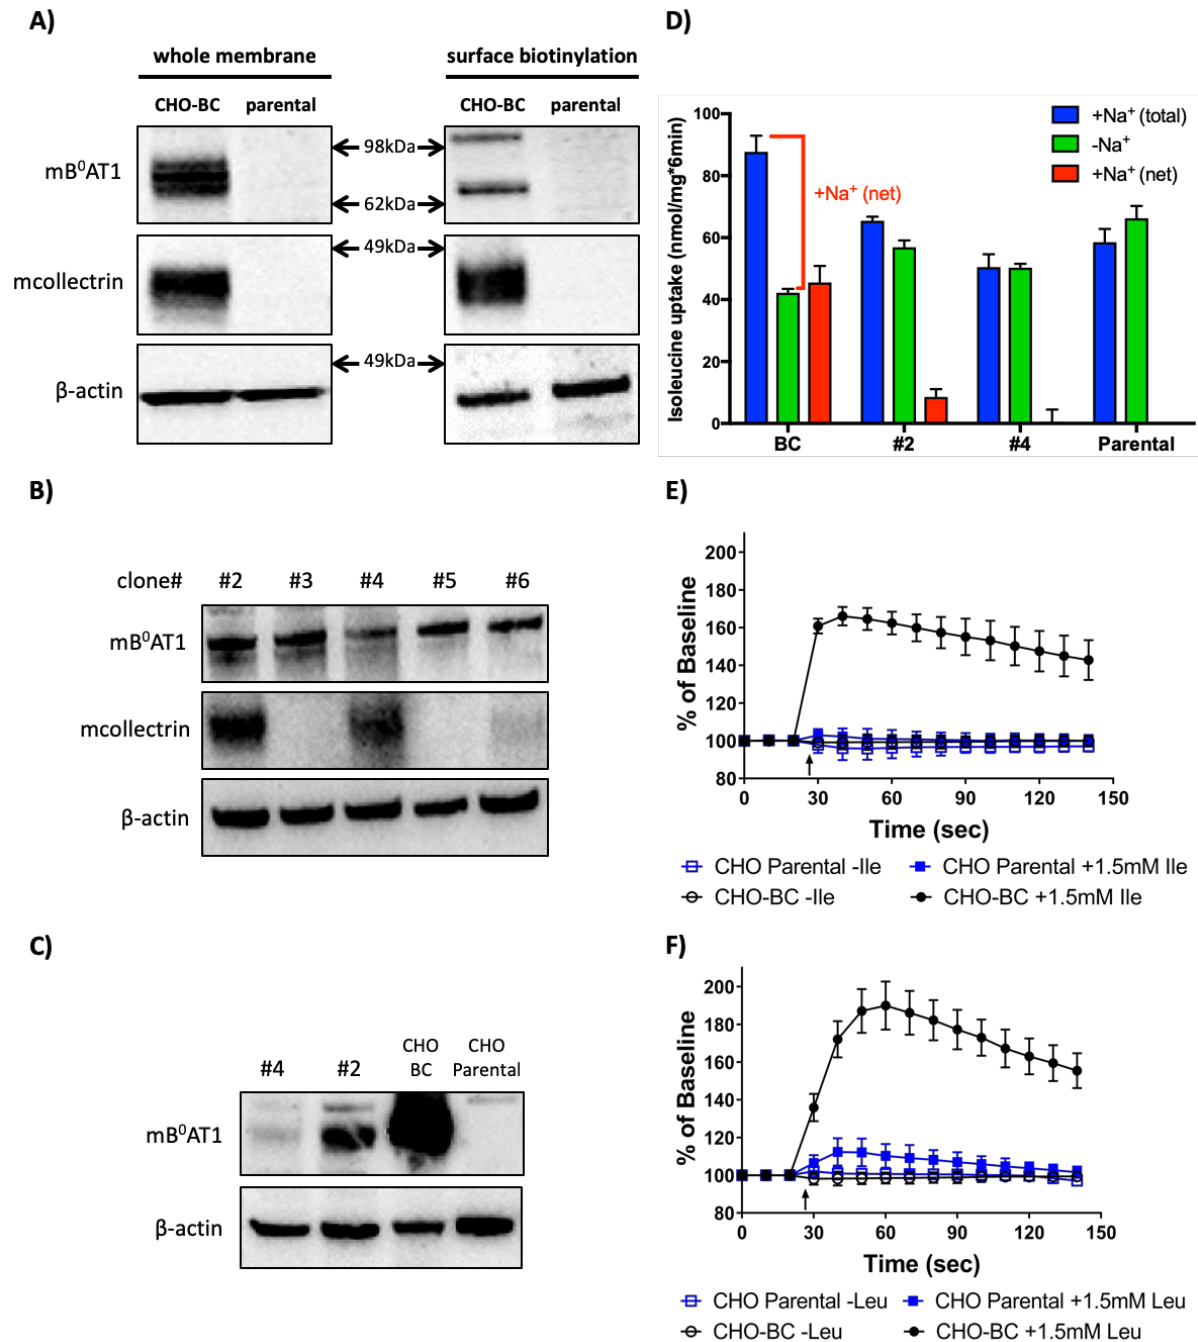 A)
whole membrane
surface biotinylation
CHO-BC parental
CHO-BC parental
mB⁰AT1
98kDa
62kDa
mcollectrin
49kDa
β-actin
49kDa
B)
clone# #2 #3 #4 #5 #6
mB⁰AT1
mcollectrin
β-actin
C)
#4 #2 CHO BC CHO Parental
mB⁰AT1
β-actin
D)
Isoleucine uptake (nmol/mg*6min)
100
80
60
40
20
0
+Na⁺ (total)
-Na⁺
+Na⁺ (net)
+Na⁺ (net)
BC #2 #4 Parental
E)
% of Baseline
200
180
160
140
120
100
80
0 30 60 90 120 150
Time (sec)
CHO Parental -Ile CHO Parental +1.5mM Ile
CHO-BC -Ile CHO-BC +1.5mM Ile
F)
% of Baseline
200
180
160
140
120
100
80
0 30 60 90 120 150
Time (sec)
CHO Parental -Leu CHO Parental +1.5mM Leu
CHO-BC -Leu CHO-BC +1.5mM Leu